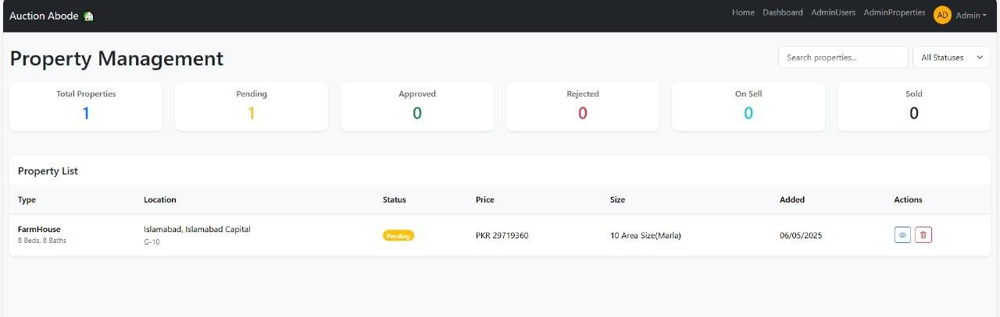 Auction Abode
Home Dashboard AdminUsers AdminProperties AD Admin
Property Management
Search properties...
All Statuses
Total Properties
1
Pending
1
Approved
0
Rejected
0
On Sell
0
Sold
0
Property List
Type Location Status Price Size Added Actions
FarmHouse Islamabad, Islamabad Capital Pending PKR 29719360 10 Area Size(Marla) 06/05/2025
8 Beds, 8 Baths G-10